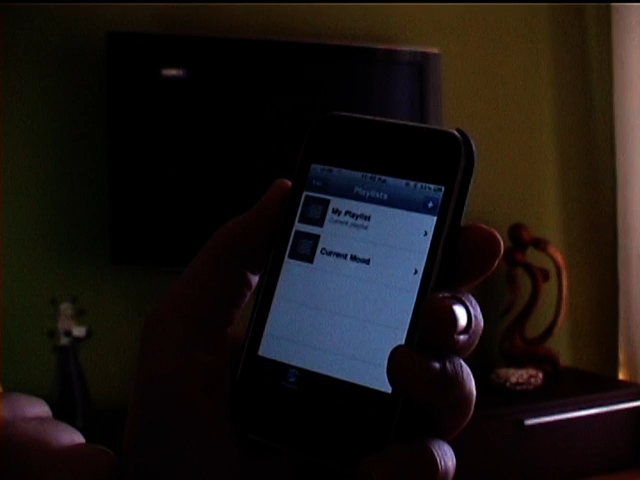 Playlists
+
My Playlist
Current playlist
Current Mood